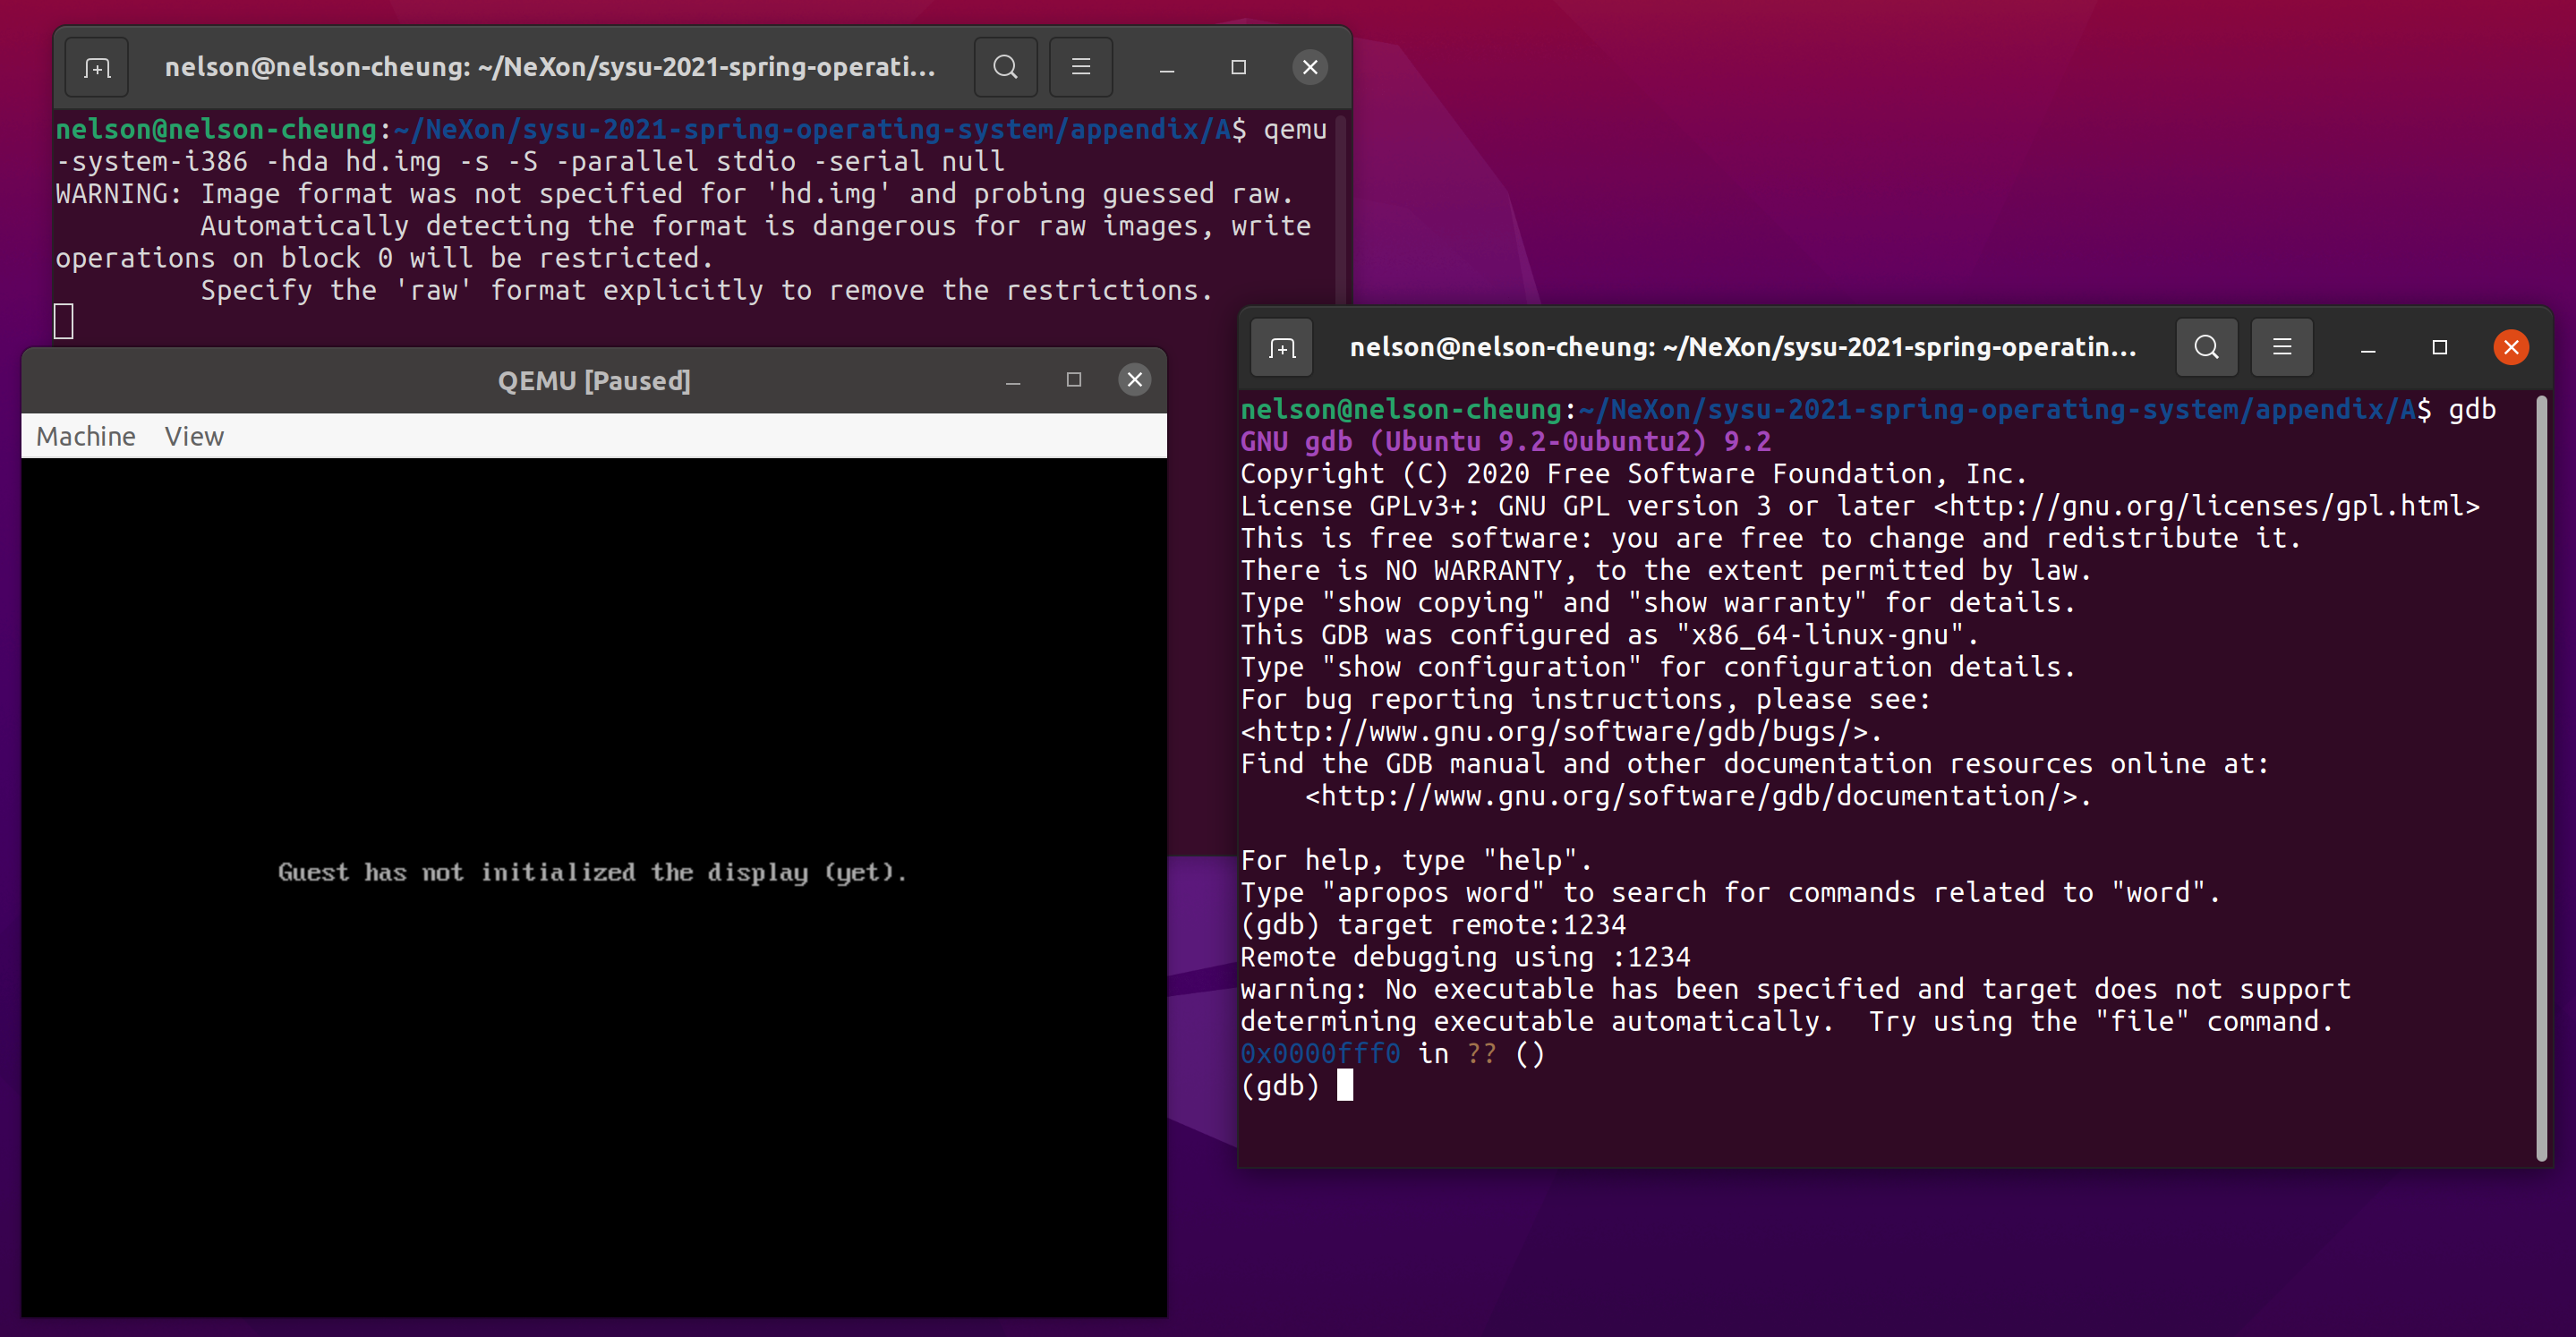 nelson@nelson-cheung: ~/NeXon/sysu-2021-spring-operati...
nelson@nelson-cheung:~/NeXon/sysu-2021-spring-operating-system/appendix/A$ qemu
-system-i386 -hda hd.img -s -S -parallel stdio -serial null
WARNING: Image format was not specified for 'hd.img' and probing guessed raw.
         Automatically detecting the format is dangerous for raw images, write
operations on block 0 will be restricted.
         Specify the 'raw' format explicitly to remove the restrictions.
QEMU [Paused]
Machine View
Guest has not initialized the display (yet).
nelson@nelson-cheung: ~/NeXon/sysu-2021-spring-operatin...
nelson@nelson-cheung:~/NeXon/sysu-2021-spring-operating-system/appendix/A$ gdb
GNU gdb (Ubuntu 9.2-0ubuntu2) 9.2
Copyright (C) 2020 Free Software Foundation, Inc.
License GPLv3+: GNU GPL version 3 or later <http://gnu.org/licenses/gpl.html>
This is free software: you are free to change and redistribute it.
There is NO WARRANTY, to the extent permitted by law.
Type "show copying" and "show warranty" for details.
This GDB was configured as "x86_64-linux-gnu".
Type "show configuration" for configuration details.
For bug reporting instructions, please see:
<http://www.gnu.org/software/gdb/bugs/>.
Find the GDB manual and other documentation resources online at:
    <http://www.gnu.org/software/gdb/documentation/>.
For help, type "help".
Type "apropos word" to search for commands related to "word".
(gdb) target remote:1234
Remote debugging using :1234
warning: No executable has been specified and target does not support
determining executable automatically.  Try using the "file" command.
0x0000fff0 in ?? ()
(gdb)